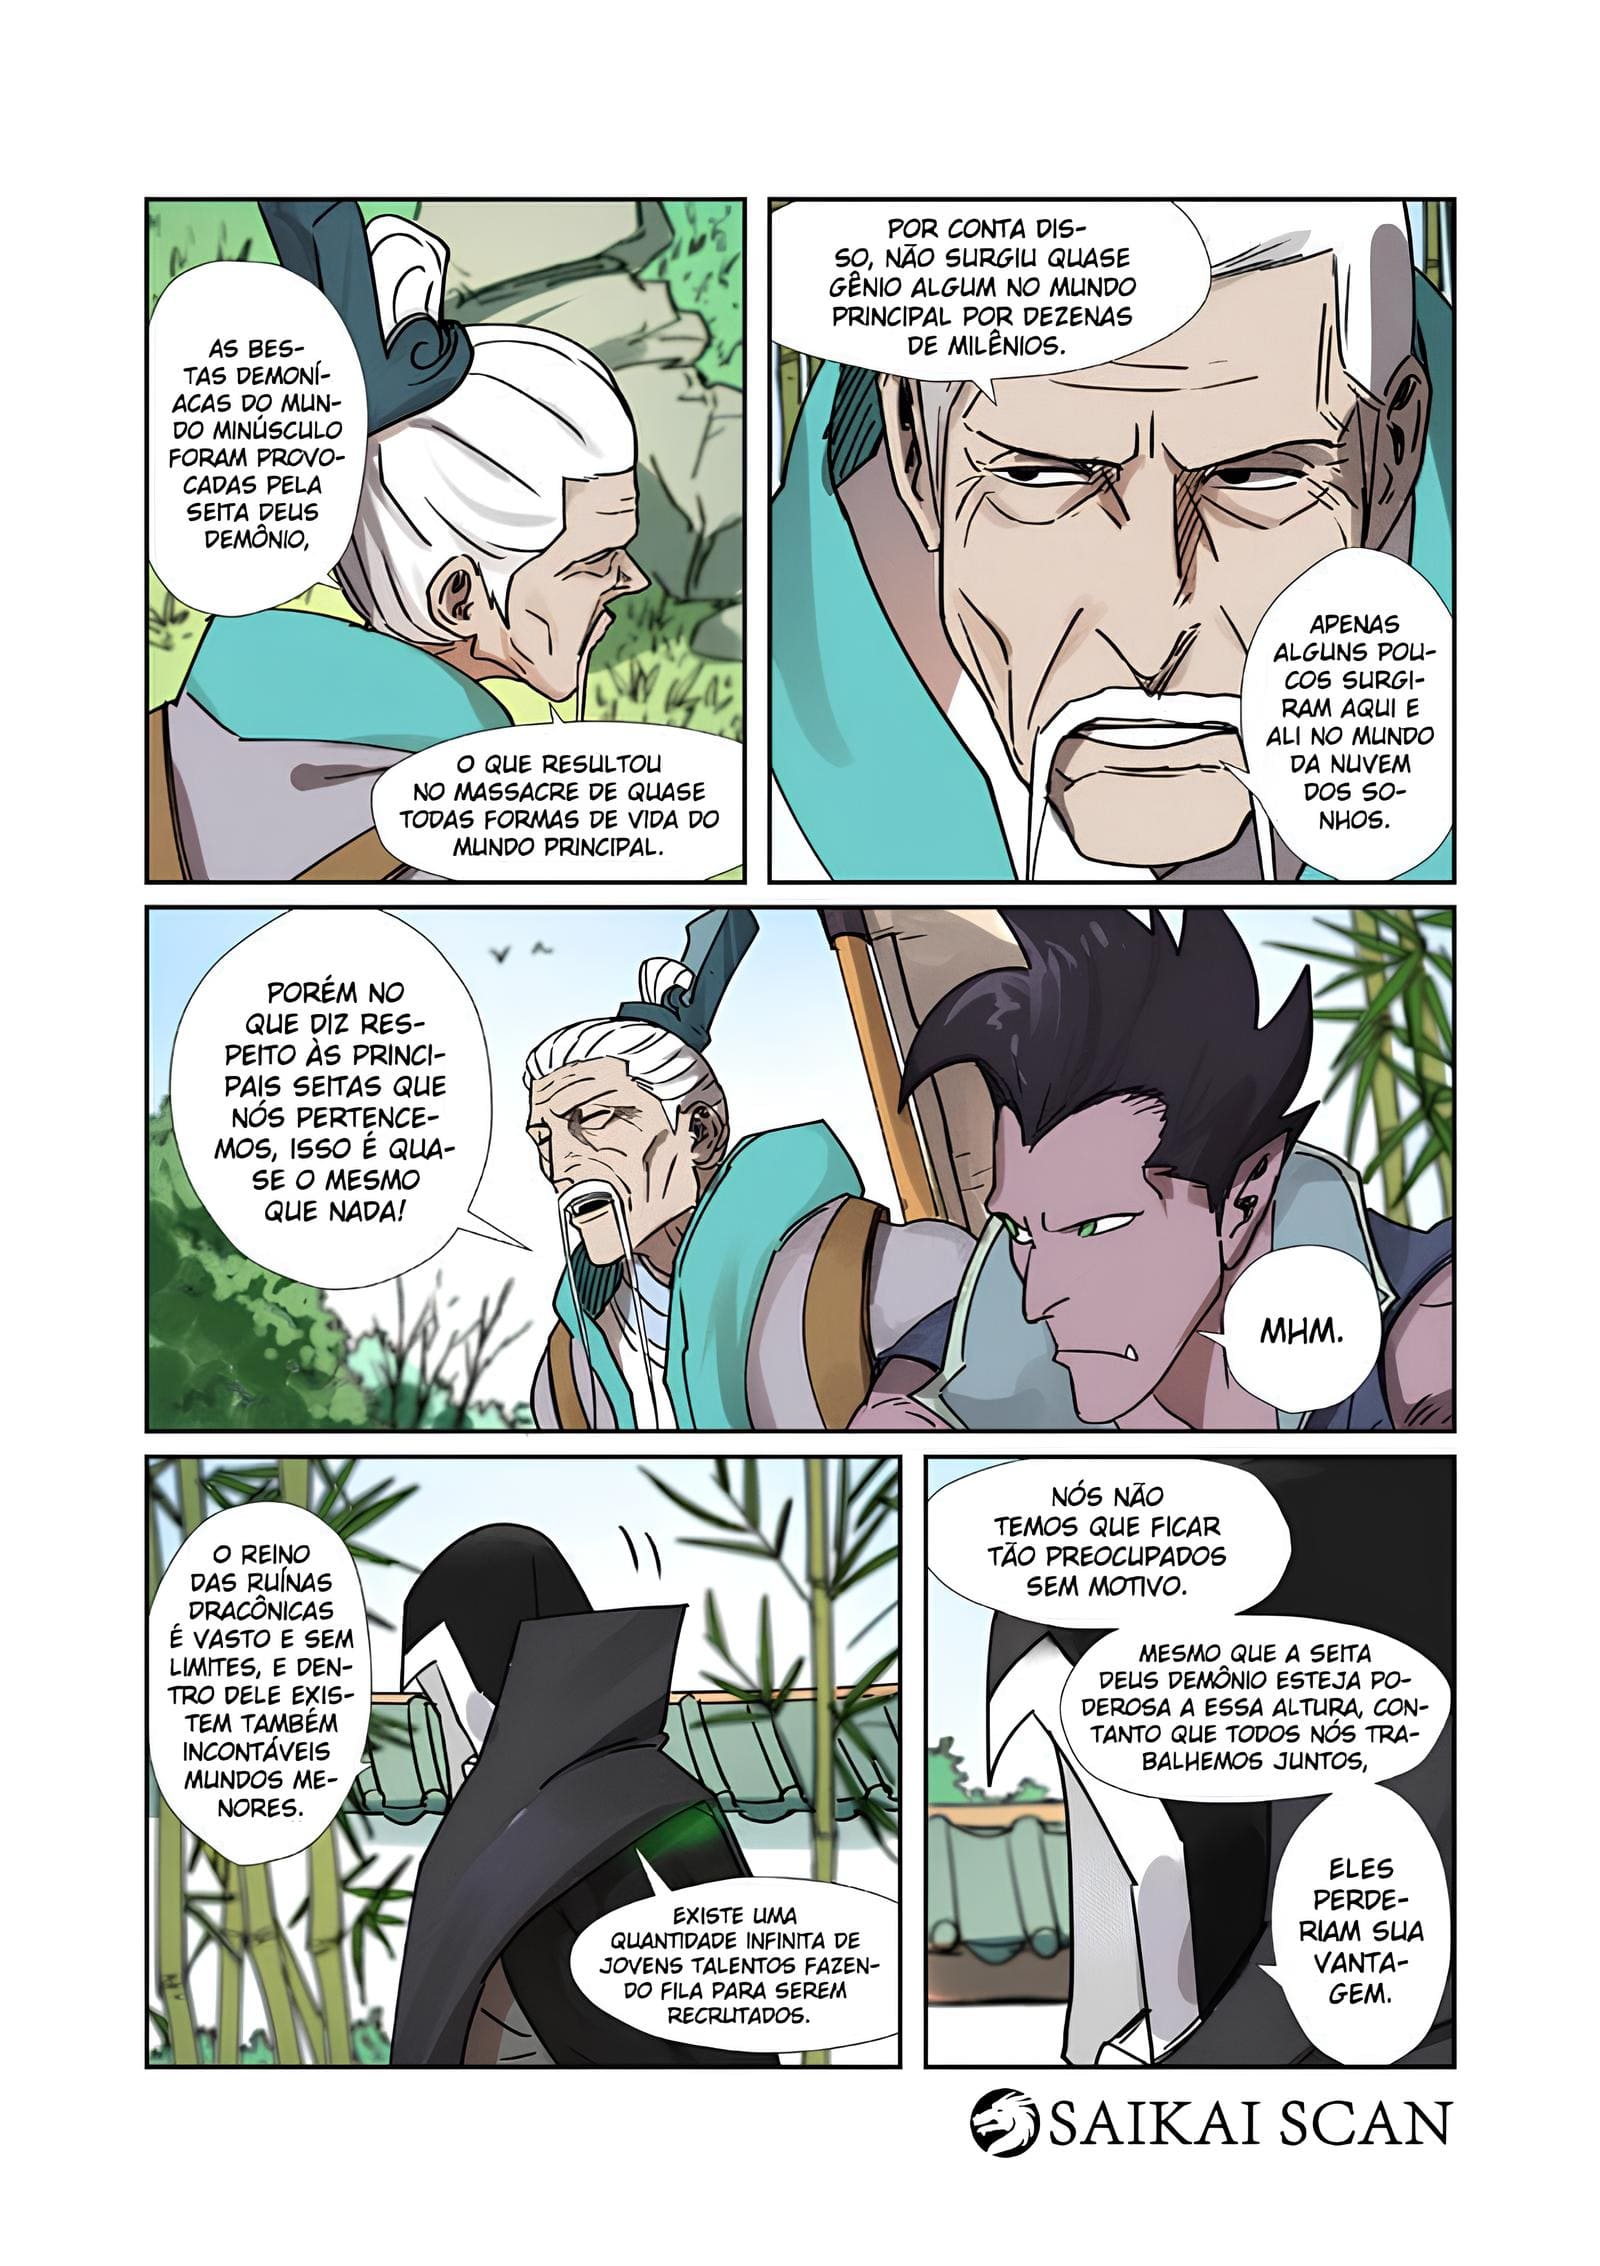 AS BES-
TAS DEMONÍ-
ACAS DO MUN-
DO MINÚSCULO
FORAM PROVO-
CADAS PELA
SEITA DEUS
DEMÔNIO,
O QUE RESULTOU
NO MASSACRE DE QUASE
TODAS FORMAS DE VIDA DO
MUNDO PRINCIPAL.
POR CONTA DIS-
SO, NÃO SURGIU QUASE
GÊNIO ALGUM NO MUNDO
PRINCIPAL POR DEZENAS
DE MILÊNIOS.
APENAS
ALGUNS POU-
COS SURGI-
RAM AQUI E
ALI NO MUNDO
DA NUVEM
DOS SO-
NHOS.
PORÉM NO
QUE DIZ RES-
PEITO ÀS PRINCI-
PAIS SEITAS QUE
NÓS PERTENCE-
MOS, ISSO É QUA-
SE O MESMO
QUE NADA!
MHM.
O REINO
DAS RUÍNAS
DRACÔNICAS
É VASTO E SEM
LIMITES, E DEN-
TRO DELE EXIS-
TEM TAMBÉM
INCONTÁVEIS
MUNDOS ME-
NORES.
EXISTE UMA
QUANTIDADE INFINITA DE
JOVENS TALENTOS FAZEN-
DO FILA PARA SEREM
RECRUTADOS.
NÓS NÃO
TEMOS QUE FICAR
TÃO PREOCUPADOS
SEM MOTIVO.
MESMO QUE A SEITA
DEUS DEMÔNIO ESTEJA PO-
DEROSA A ESSA ALTURA, CON-
TANTO QUE TODOS NÓS TRA-
BALHEMOS JUNTOS,
ELES
PERDE-
RIAM SUA
VANTA-
GEM.
SAIKAI SCAN